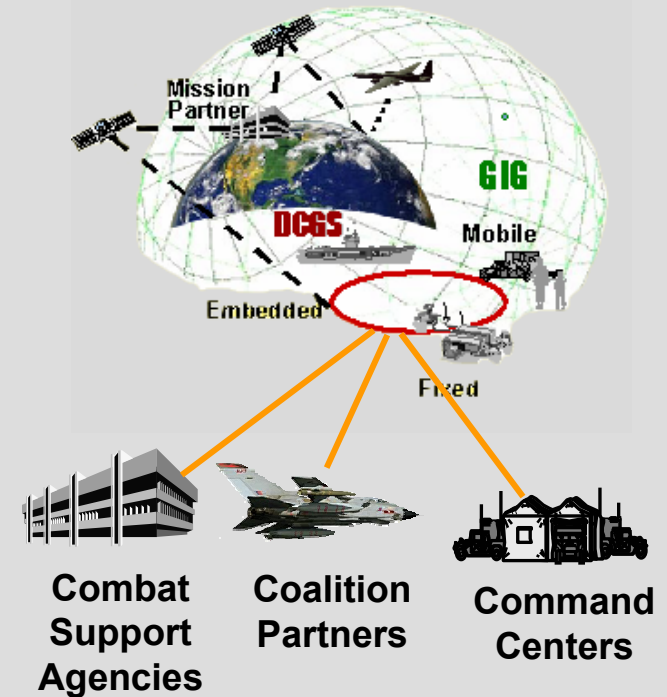 Mission
Partner
GIG
DCGS
Mobile
Embedded
Fixed
Combat
Support
Agencies
Coalition
Partners
Command
Centers